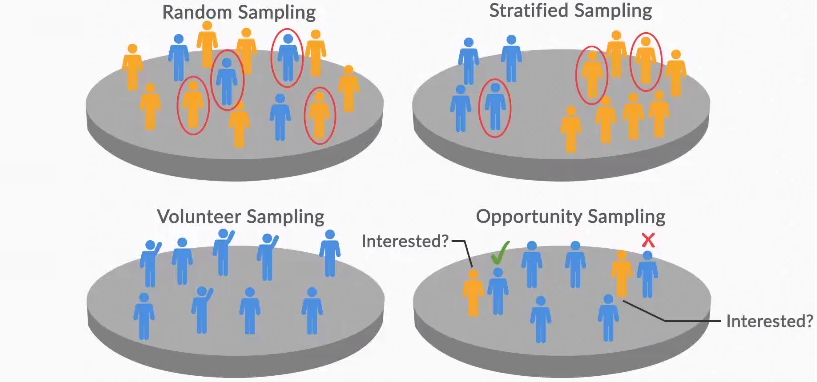 Random Sampling
Stratified Sampling
Volunteer Sampling
Opportunity Sampling
Interested?
Interested?